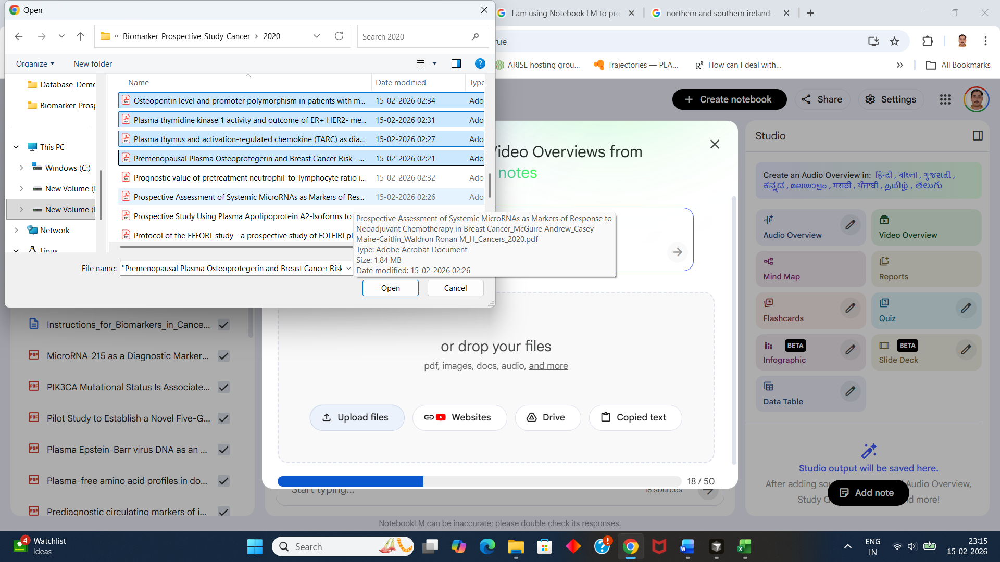 Open
I am using Notebook LM to pro
northern and southern ireland -
« Biomarker_Prospective_Study_Cancer > 2020
Search 2020
rue
Organize
New folder
ARISE hosting grou...
Trajectories — PLA...
How can I deal with...
All Bookmarks
Database_Demo
Biomarker_Prosp
This PC
Windows (C:)
New Volume (
New Volume (
Network
Linux
Name
Date modified
Type
Osteopontin level and promoter polymorphism in patients with m... 15-02-2026 02:34 Ado
Plasma thymidine kinase 1 activity and outcome of ER+ HER2- me... 15-02-2026 02:31 Ado
Plasma thymus and activation-regulated chemokine (TARC) as dia... 15-02-2026 02:27 Ado
Premenopausal Plasma Osteoprotegerin and Breast Cancer Risk - ... 15-02-2026 02:21 Ado
Prognostic value of pretreatment neutrophil-to-lymphocyte ratio i... 15-02-2026 02:32 Ado
Prospective Assessment of Systemic MicroRNAs as Markers of Res... 15-02-2026 02:26 Ado
Prospective Study Using Plasma Apolipoprotein A2-Isoforms to
Protocol of the EFFORT study - a prospective study of FOLFIRI pl
Prospective Assessment of Systemic MicroRNAs as Markers of Response to
Neoadjuvant Chemotherapy in Breast Cancer_McGuire Andrew_Casey
Maire-Caitlin_Waldron Ronan M_H_Cancers_2020.pdf
Type: Adobe Acrobat Document
Size: 1.84 MB
Date modified: 15-02-2026 02:26
File name: "Premenopausal Plasma Osteoprotegerin and Breast Cancer Risk
Open
Cancel
Create notebook
Share
Settings
Video Overviews from
notes
or drop your files
pdf, images, docs, audio, and more
Upload files
Websites
Drive
Copied text
18 / 50
Start typing...
18 sources
NotebookLM can be inaccurate; please double check its responses.
Instructions_for_Biomarkers_in_Cance...
MicroRNA-215 as a Diagnostic Marker...
PIK3CA Mutational Status Is Associate...
Pilot Study to Establish a Novel Five-G...
Plasma Epstein-Barr virus DNA as an ...
Plasma-free amino acid profiles in do...
Prediagnostic circulating markers of i...
Studio
Create an Audio Overview in: हिन्दी , বাংলা , ગુજરાતી ,
ಕನ್ನಡ , മലയാളം , मराठी , ਪੰਜਾਬੀ , தமிழ் , తెలుగు
Audio Overview
Video Overview
Mind Map
Reports
Flashcards
Quiz
BETA
Infographic
BETA
Slide Deck
Data Table
Studio output will be saved here.
After adding sou Audio Overview,
Study G d more!
Add note
4
Watchlist
Ideas
Search
ENG
IN
23:15
15-02-2026